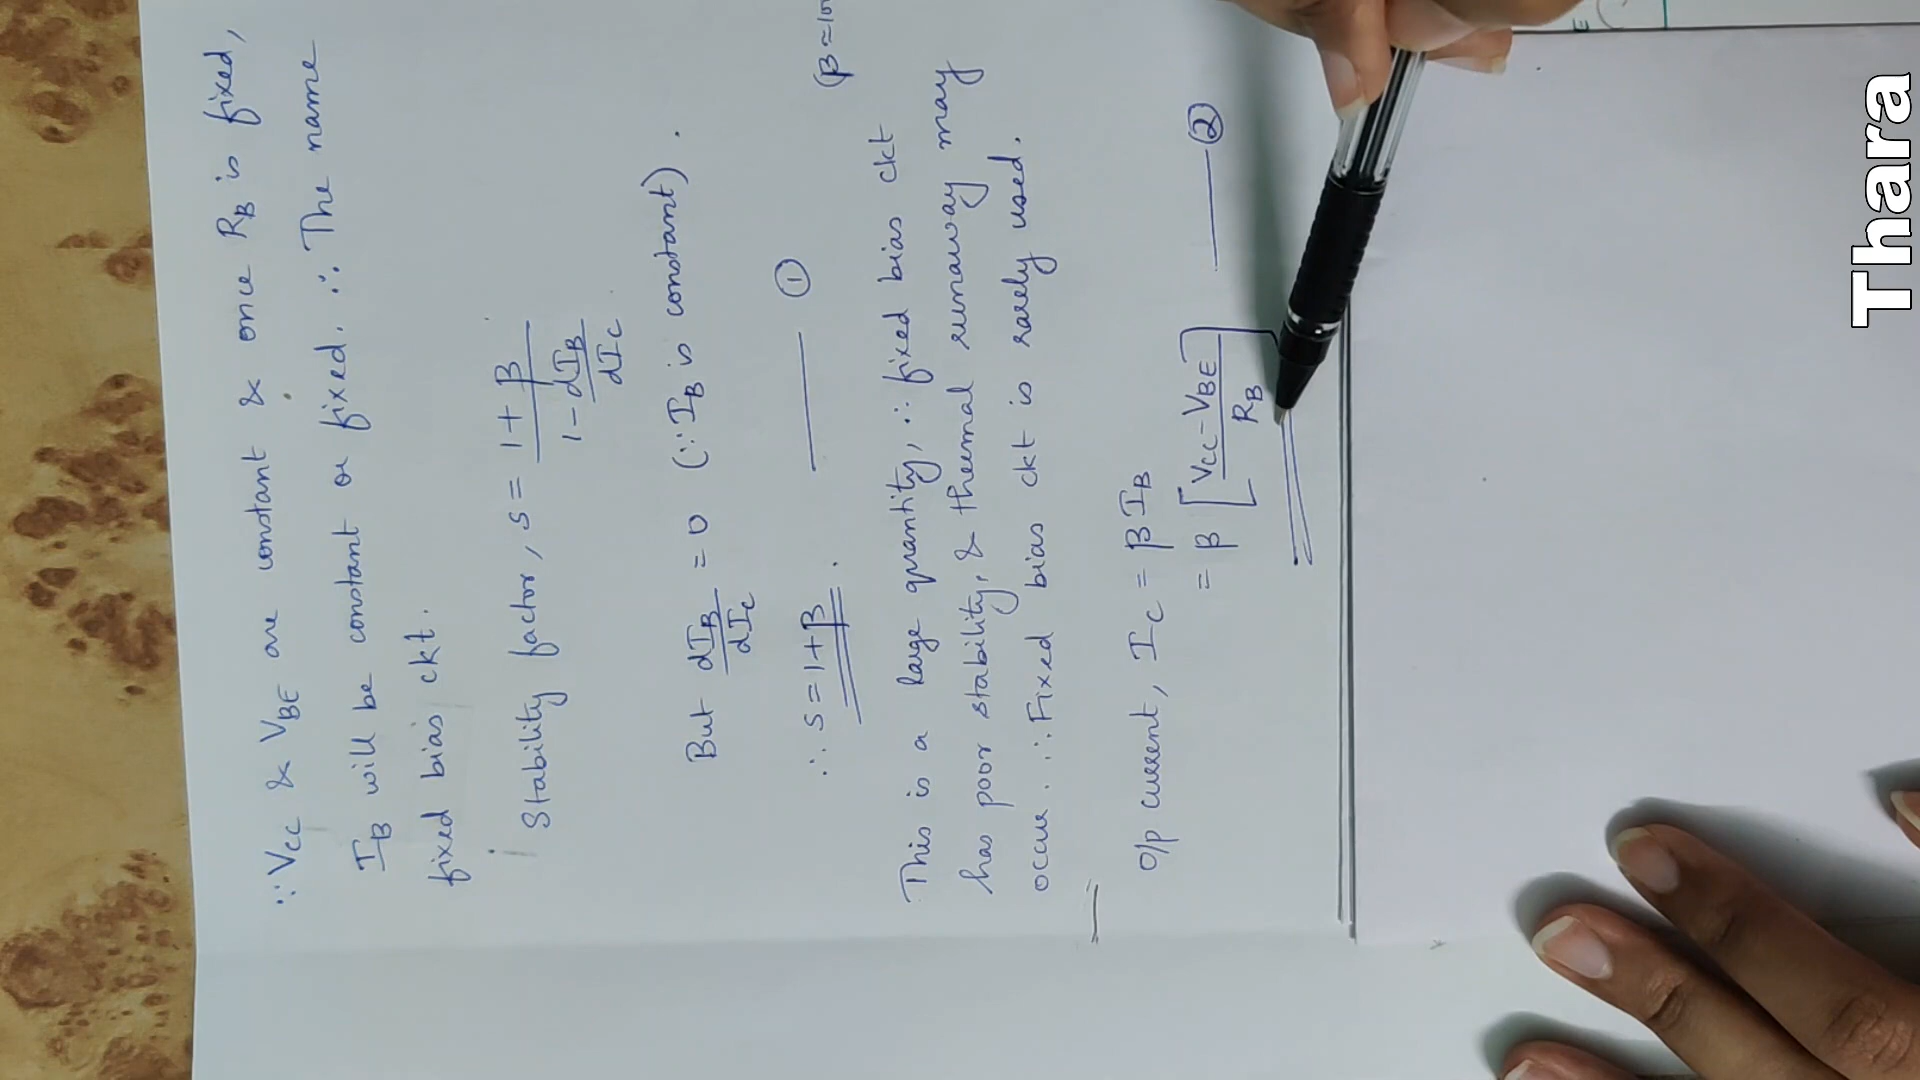 ∵ VCC & VBE are constant & once RB is fixed,
IB will be constant or fixed. ∴ The name
fixed bias ckt.
Stability factor, S = (1+β) / (1 - dIB/dIC)
But dIB/dIC = 0 (∵ IB is constant).
∴ S = 1+β. ——— ①
(β=100
This is a large quantity, ∴ fixed bias ckt
has poor stability, & thermal runaway may
occur. ∴ Fixed bias ckt is rarely used.
O/p current, IC = βIB
= β [(VCC - VBE) / RB] ——— ②
Thara